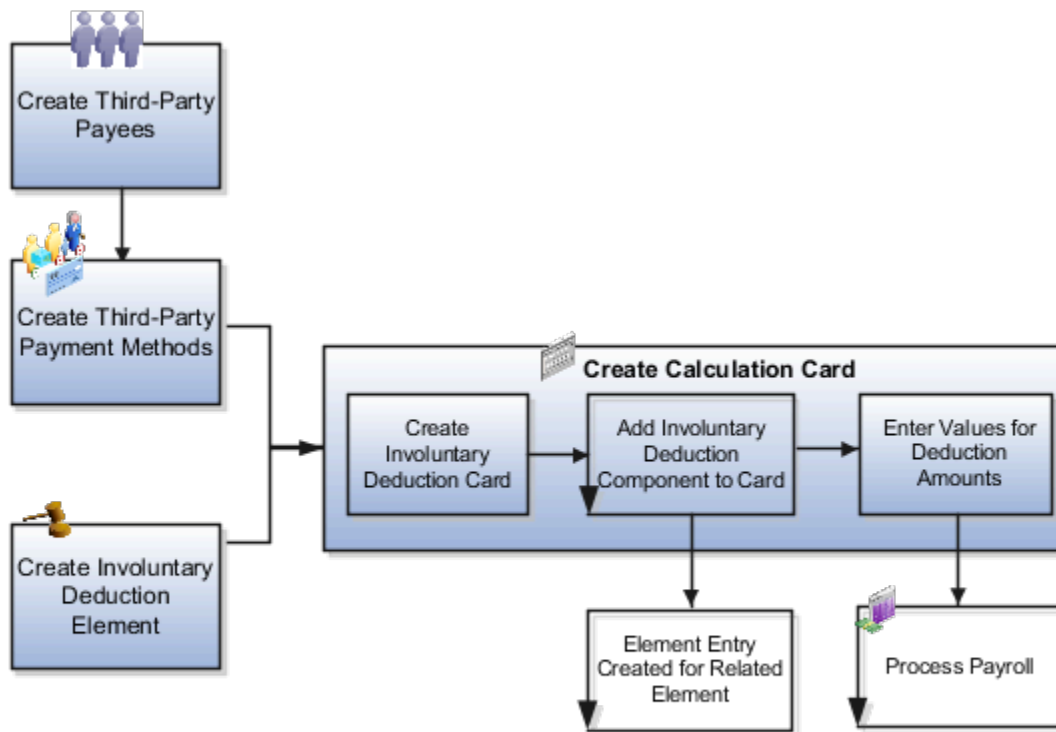 Create Third-Party
Payees
Create Third-Party
Payment Methods
Create Involuntary
Deduction
Element
Create Calculation Card
Create
Involuntary
Deduction Card
Add Involuntary
Deduction
Component to Card
Enter Values for
Deduction
Amounts
Element Entry
Created for Related
Element
Process Payroll